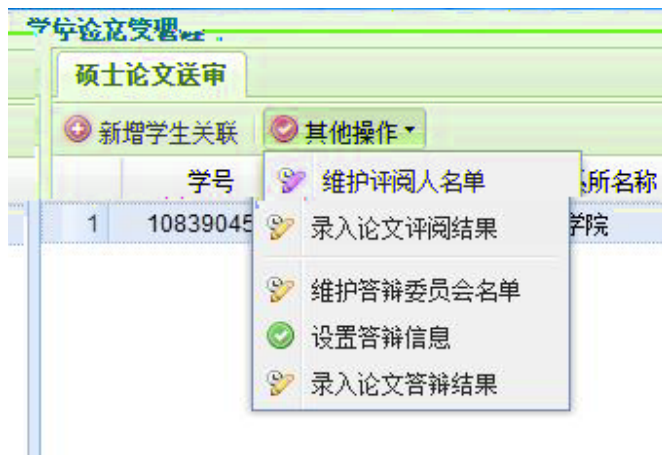 硕士论文送审
新增学生关联 其他操作
学号 维护评阅人名单 所名称
1 10839045 录入论文评阅结果 学院
维护答辩委员会名单
设置答辩信息
录入论文答辩结果